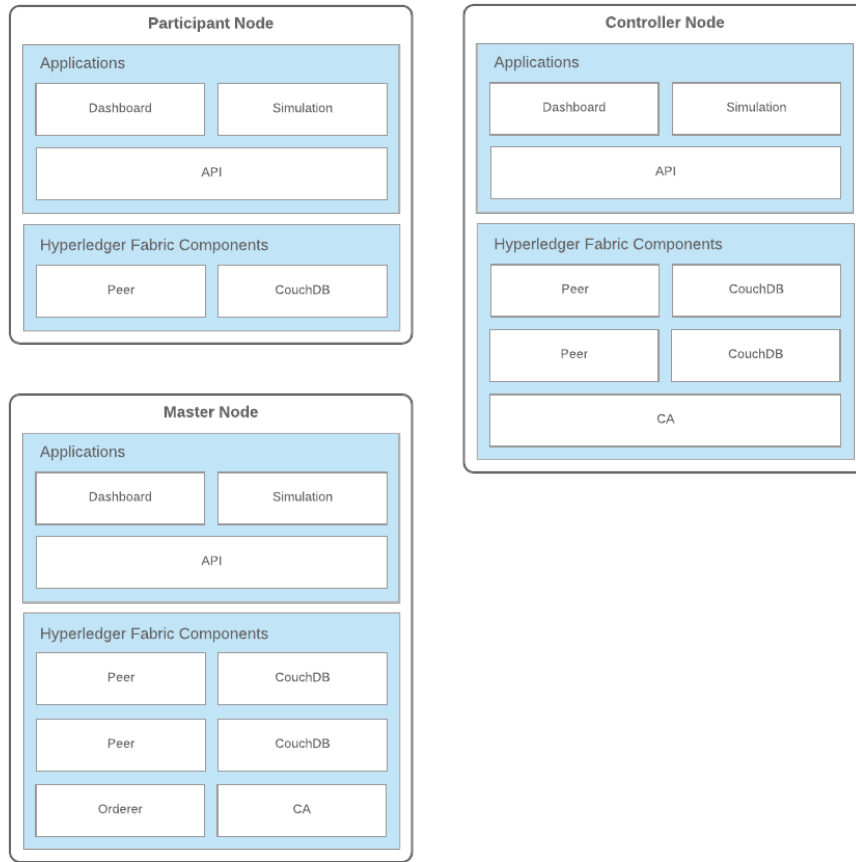 Participant Node
Applications
Dashboard
Simulation
API
Hyperledger Fabric Components
Peer
CouchDB
Controller Node
Applications
Dashboard
Simulation
API
Hyperledger Fabric Components
Peer
CouchDB
Peer
CouchDB
CA
Master Node
Applications
Dashboard
Simulation
API
Hyperledger Fabric Components
Peer
CouchDB
Peer
CouchDB
Orderer
CA